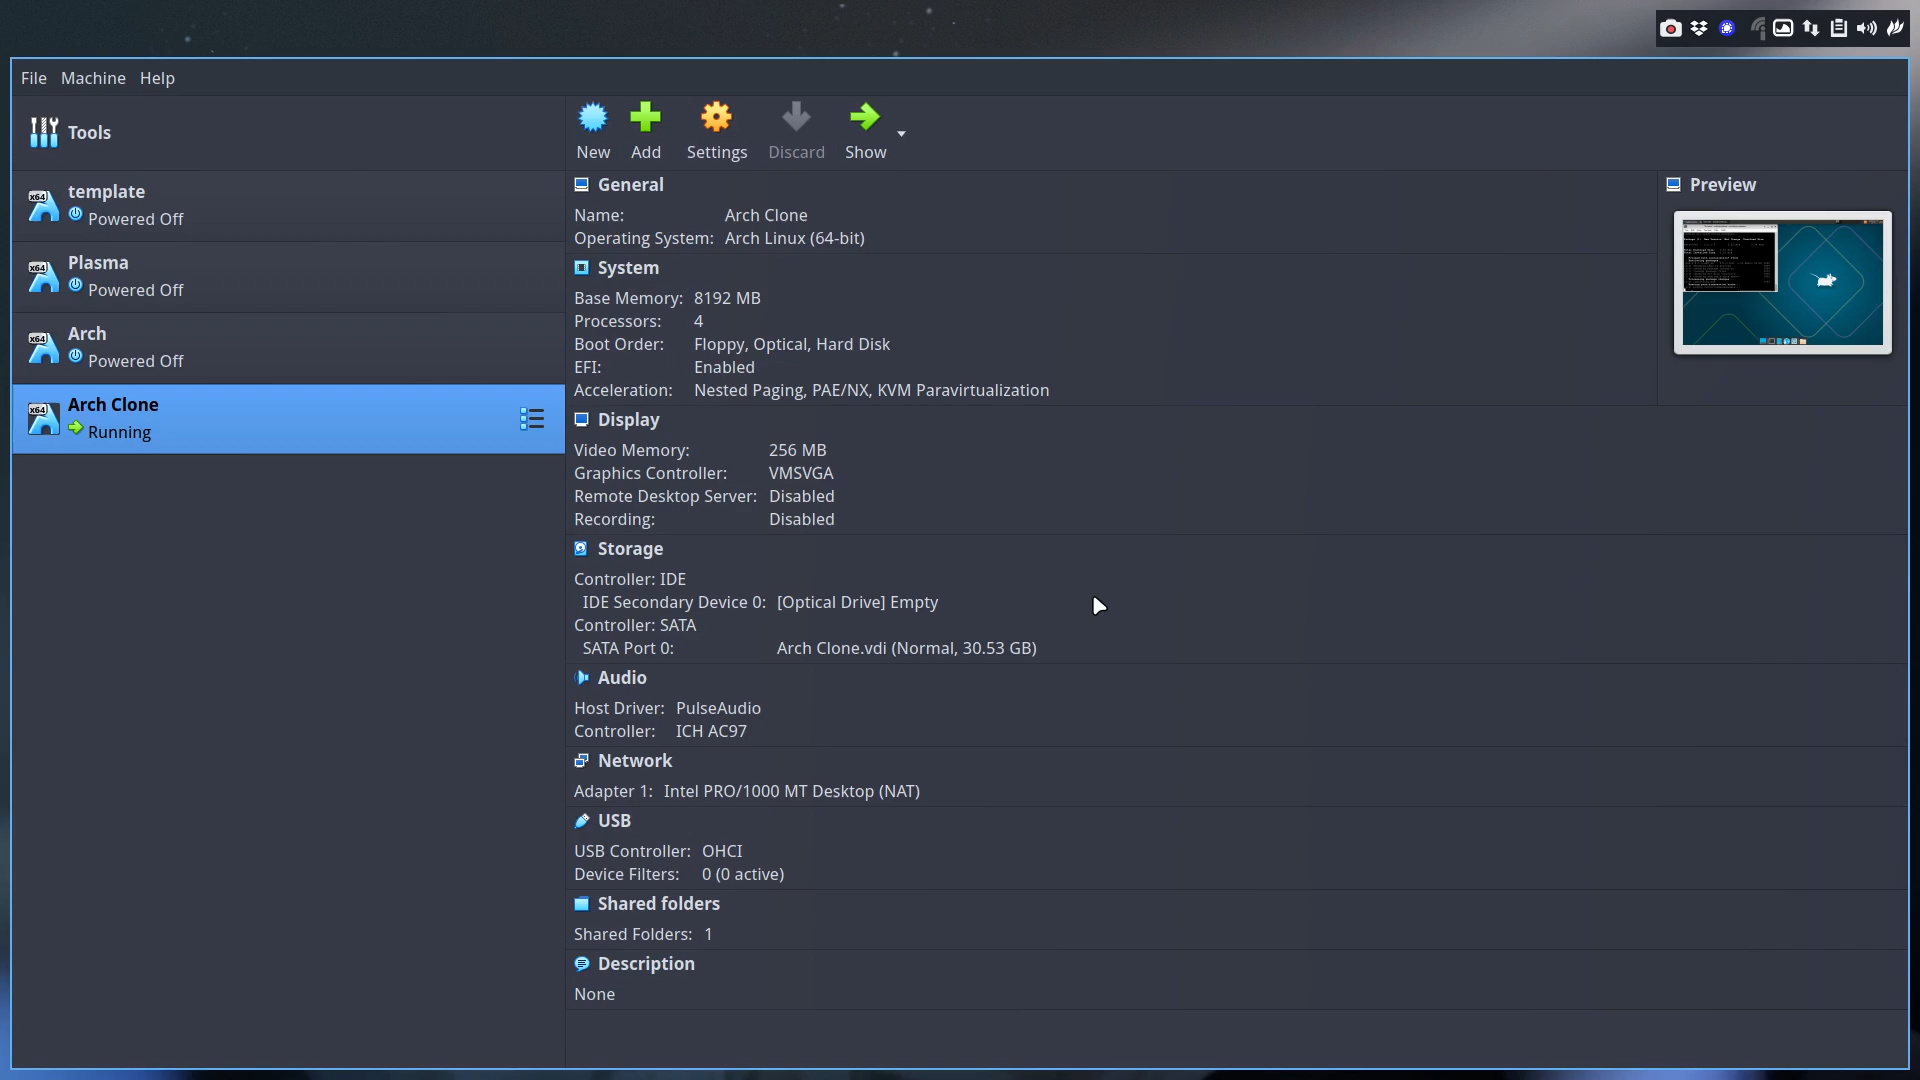 File Machine Help
Tools
template
Powered Off
Plasma
Powered Off
Arch
Powered Off
Arch Clone
Running
New Add Settings Discard Show
General
Name: Arch Clone
Operating System: Arch Linux (64-bit)
System
Base Memory: 8192 MB
Processors: 4
Boot Order: Floppy, Optical, Hard Disk
EFI: Enabled
Acceleration: Nested Paging, PAE/NX, KVM Paravirtualization
Display
Video Memory: 256 MB
Graphics Controller: VMSVGA
Remote Desktop Server: Disabled
Recording: Disabled
Storage
Controller: IDE
IDE Secondary Device 0: [Optical Drive] Empty
Controller: SATA
SATA Port 0: Arch Clone.vdi (Normal, 30.53 GB)
Audio
Host Driver: PulseAudio
Controller: ICH AC97
Network
Adapter 1: Intel PRO/1000 MT Desktop (NAT)
USB
USB Controller: OHCI
Device Filters: 0 (0 active)
Shared folders
Shared Folders: 1
Description
None
Preview
x64
x64
x64
x64